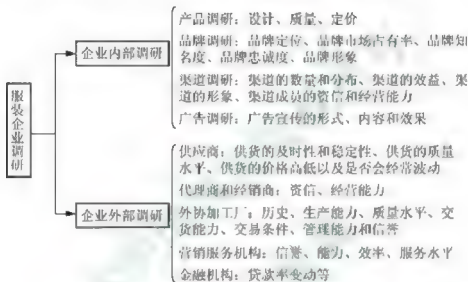 服装企业调研
企业内部调研
产品调研：设计、质量、定价
品牌调研：品牌定位、品牌市场占有率、品牌知
名度、品牌忠诚度、品牌形象
渠道调研：渠道的数量和分布、渠道的效益、渠
道的形象、渠道成员的资信和经营能力
广告调研：广告宣传的形式、内容和效果
企业外部调研
供应商：供货的及时性和稳定性、供货的质量
水平、供货的价格高低以及是否会经常波动
代理商和经销商：资信、经营能力
外协加工厂：历史、生产能力、质量水平、交
货能力、交易条件、管理能力和信誉
营销服务机构：信誉、能力、效率、服务水平
金融机构：贷款率变动等